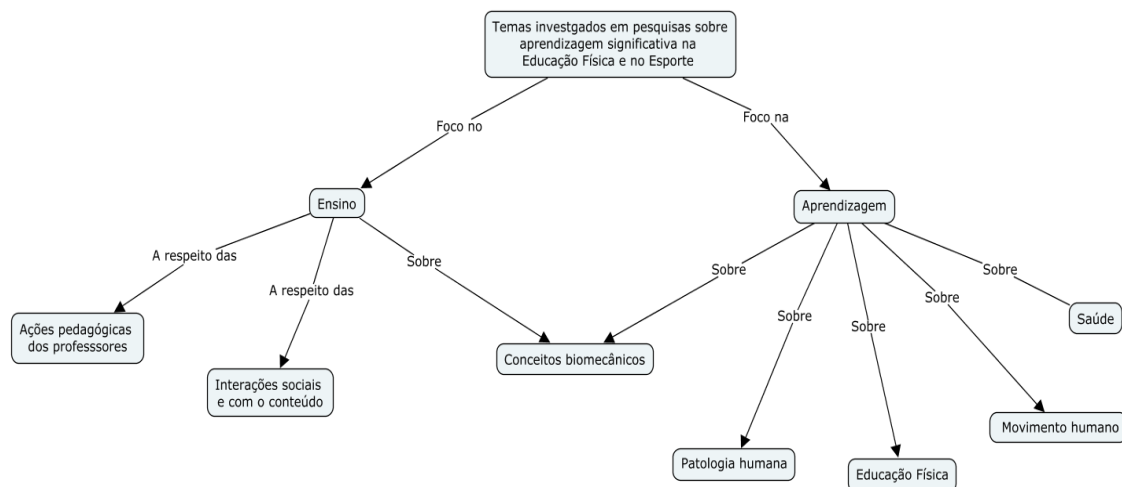 Temas investgados em pesquisas sobre
aprendizagem significativa na
Educação Física e no Esporte
Foco no
Foco na
Ensino
Aprendizagem
A respeito das
A respeito das
Sobre
Sobre
Sobre
Sobre
Sobre
Sobre
Ações pedagógicas
dos professsores
Interações sociais
e com o conteúdo
Conceitos biomecânicos
Patologia humana
Educação Física
Movimento humano
Saúde